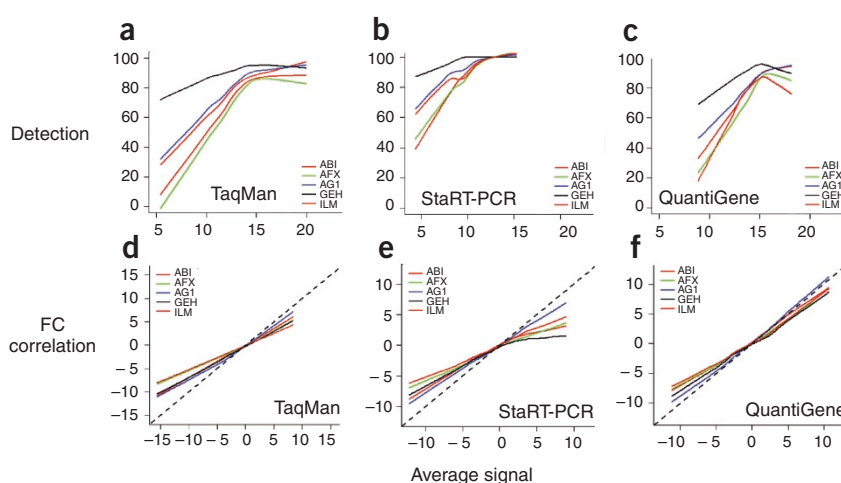 a
b
c
Detection
100
80
60
40
20
0
ABI
AFX
AG1
GEH
ILM
TaqMan
5
10
15
20
100
80
60
40
20
0
ABI
AFX
AG1
GEH
ILM
StaRT-PCR
5
10
15
20
100
80
60
40
20
0
ABI
AFX
AG1
GEH
ILM
QuantiGene
5
10
15
20
d
e
f
FC
correlation
15
10
5
0
–5
–10
–15
ABI
AFX
AG1
GEH
ILM
TaqMan
–15
–10
–5
0
5
10
15
10
5
0
–5
–10
ABI
AFX
AG1
GEH
ILM
StaRT-PCR
–10
–5
0
5
10
10
5
0
–5
–10
ABI
AFX
AG1
GEH
ILM
QuantiGene
–10
–5
0
5
10
Average signal